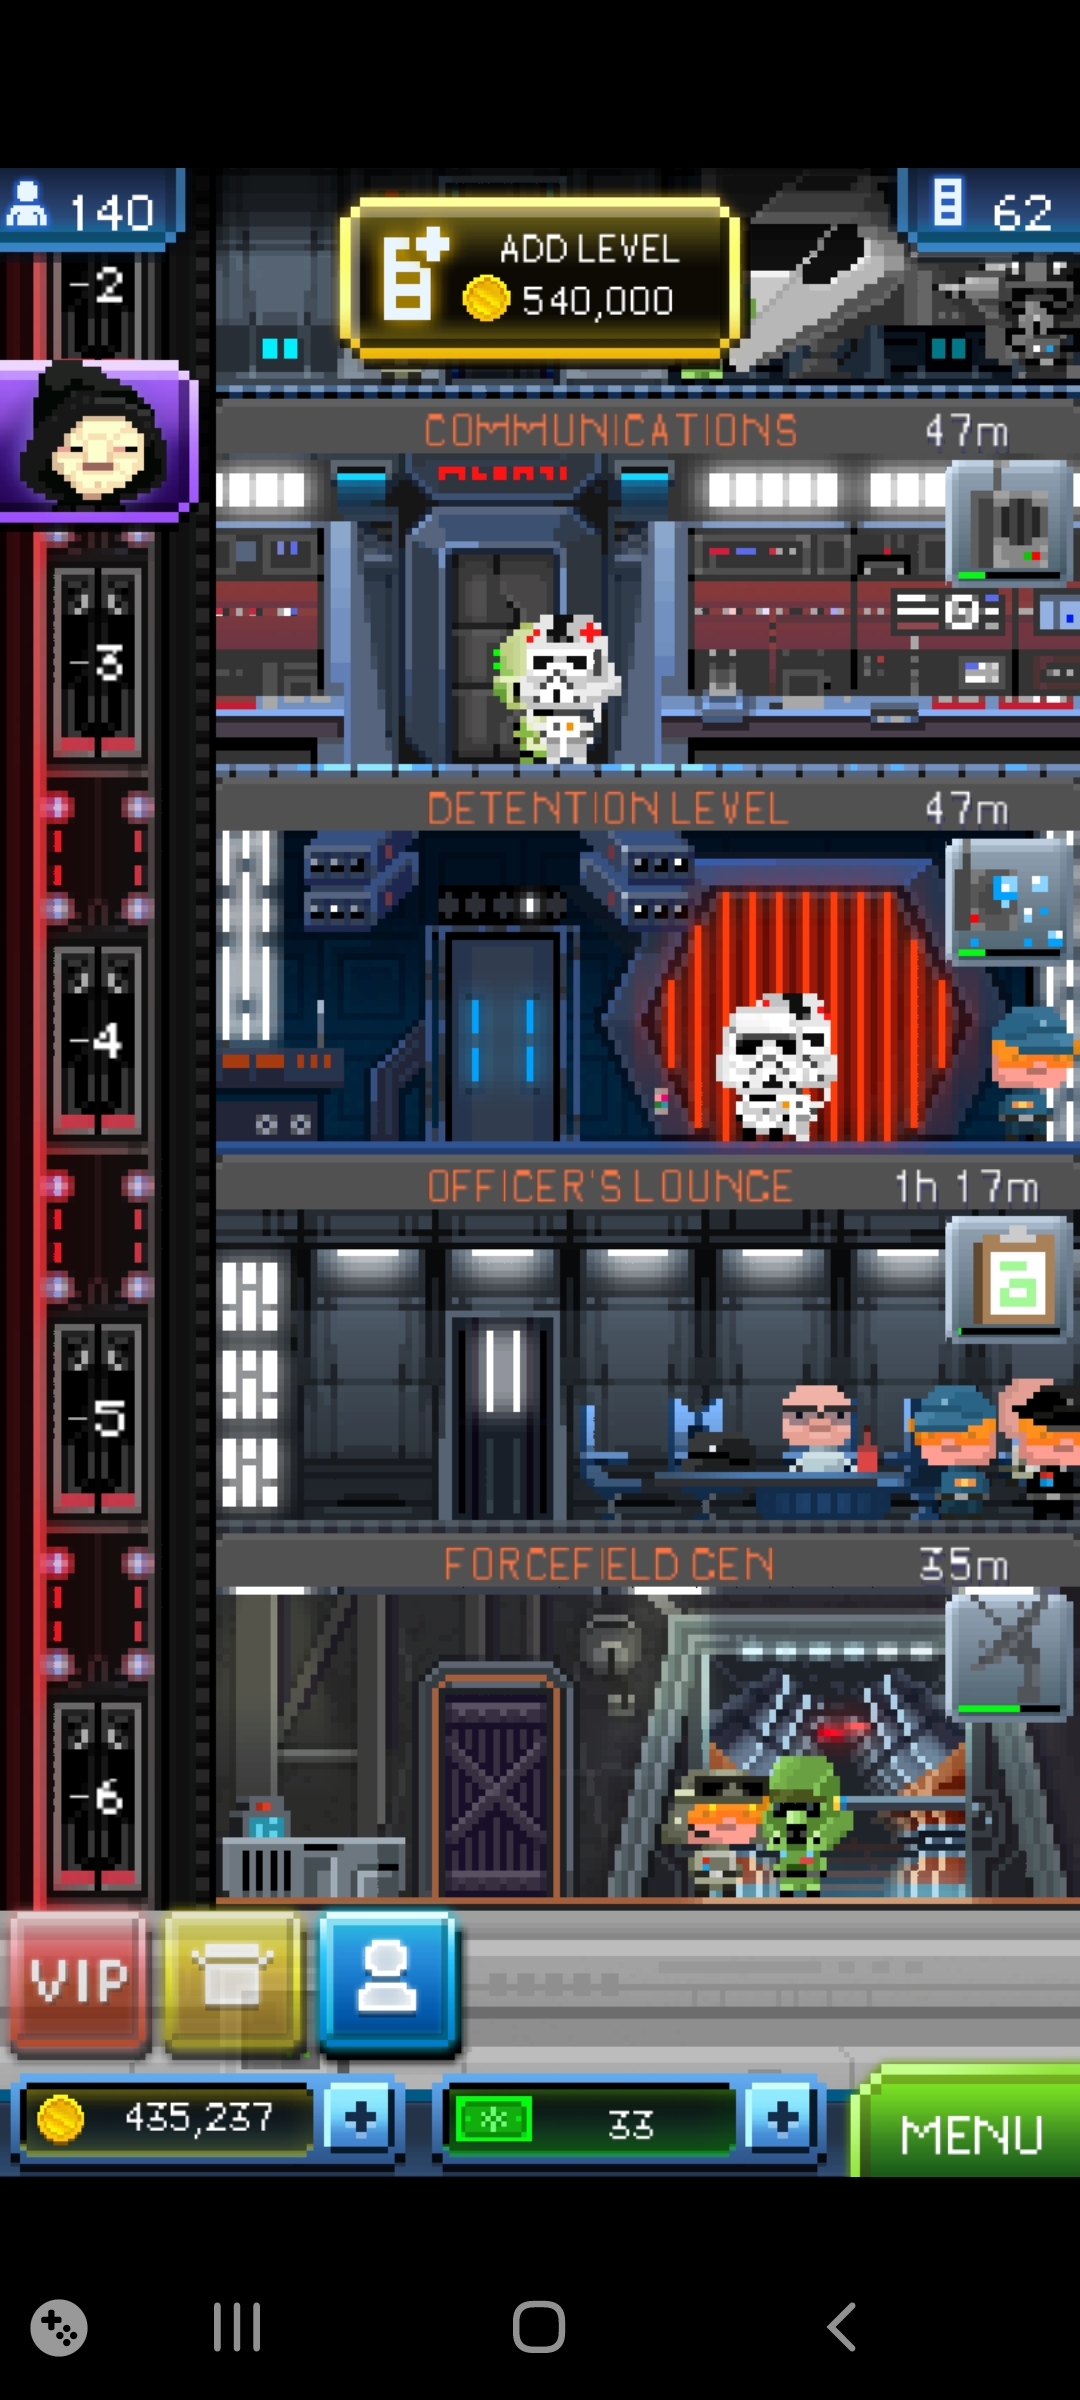 140
ADD LEVEL
540,000
62
-2
COMMUNICATIONS 47m
-3
DETENTION LEVEL 47m
-4
OFFICER'S LOUNGE 1h 17m
-5
FORCEFIELD GEN 35m
-6
VIP
435,237
33
MENU